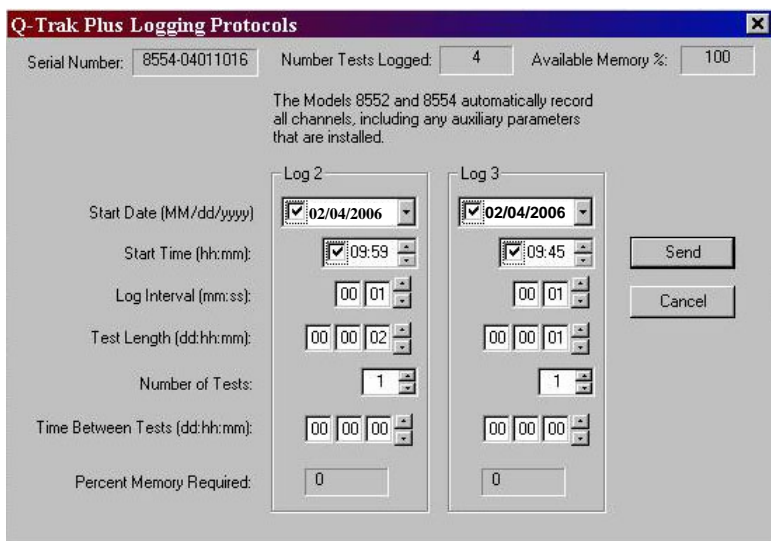 Q-Trak Plus Logging Protocols
Serial Number: 8554-04011016 Number Tests Logged: 4 Available Memory %: 100
The Models 8552 and 8554 automatically record
all channels, including any auxiliary parameters
that are installed.
Log 2 Log 3
Start Date (MM/dd/yyyy) 02/04/2006 02/04/2006
Start Time (hh:mm): 09:59 09:45 Send
Log Interval (mm:ss): 00 01 00 01 Cancel
Test Length (dd:hh:mm): 00 00 02 00 00 01
Number of Tests: 1 1
Time Between Tests (dd:hh:mm): 00 00 00 00 00 00
Percent Memory Required: 0 0